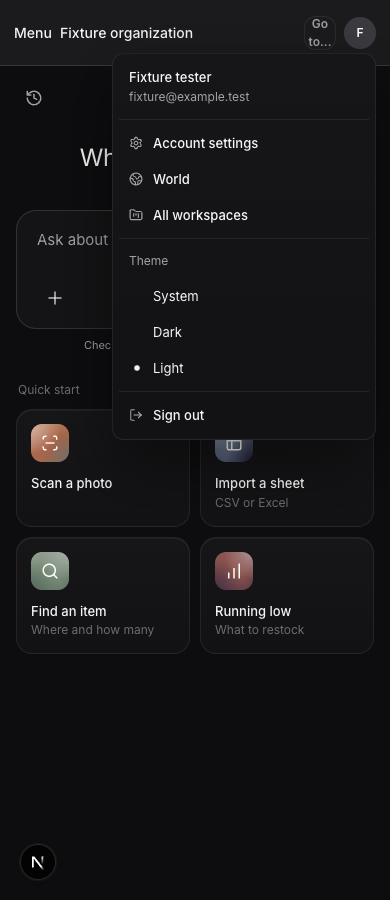 Menu Fixture organization
Go
to...
F
Fixture tester
fixture@example.test
Account settings
World
All workspaces
Theme
System
Dark
Light
Sign out
Wh
Ask about
Chec
Quick start
Scan a photo
Import a sheet
CSV or Excel
Find an item
Where and how many
Running low
What to restock
N